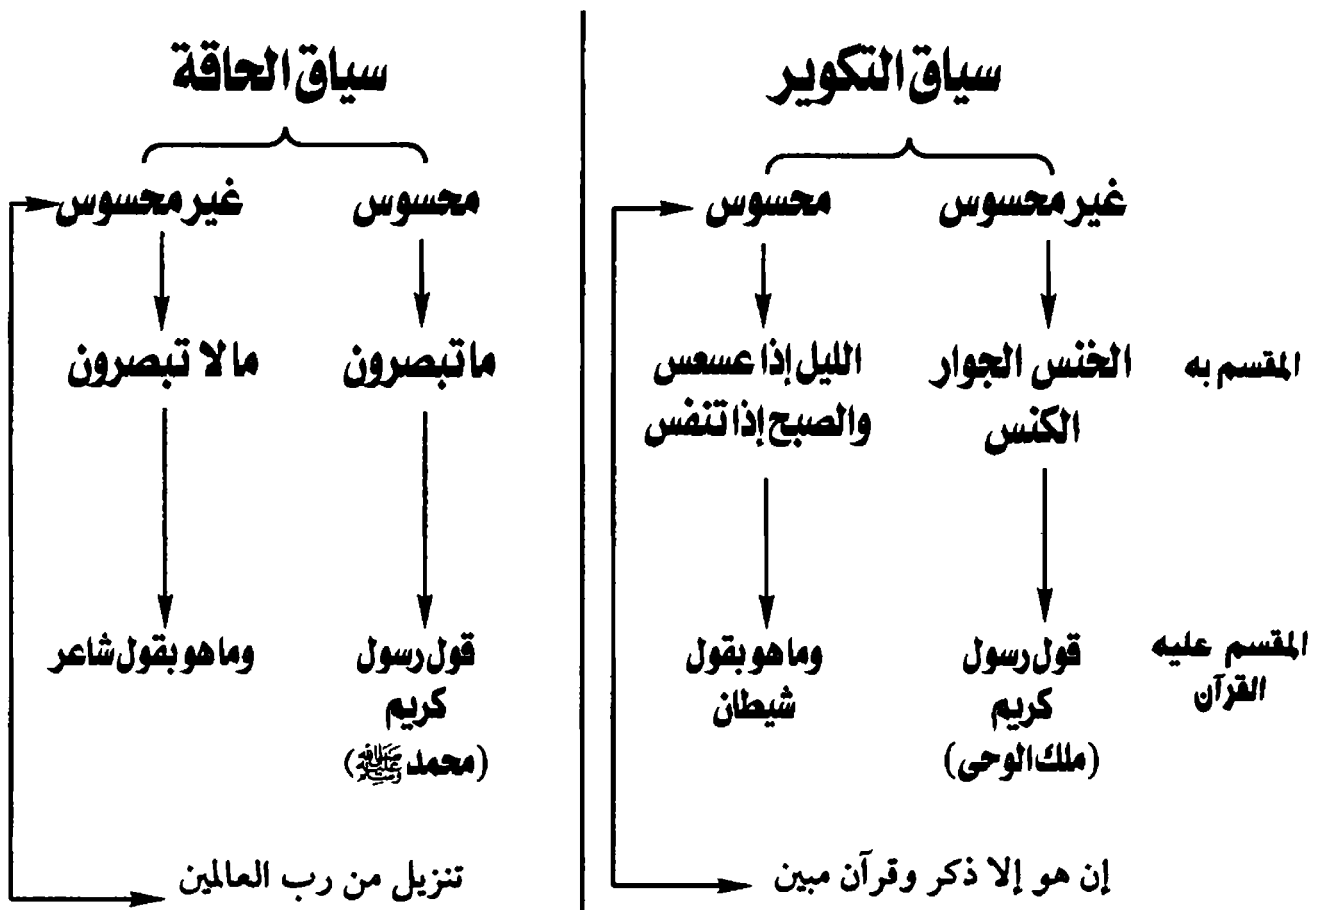 سياق التكوير
غير محسوس
محسوس
المقسم به
الخنس الجوار
الكنس
الليل إذا عسعس
والصبح إذا تنفس
المقسم عليه
القرآن
قول رسول
كريم
(ملك الوحى)
وما هو بقول
شيطان
إن هو إلا ذكر وقرآن مبين
سياق الحاقة
محسوس
غير محسوس
ما تبصرون
ما لا تبصرون
قول رسول
كريم
(محمد ﷺ)
وما هو بقول شاعر
تنزيل من رب العالمين